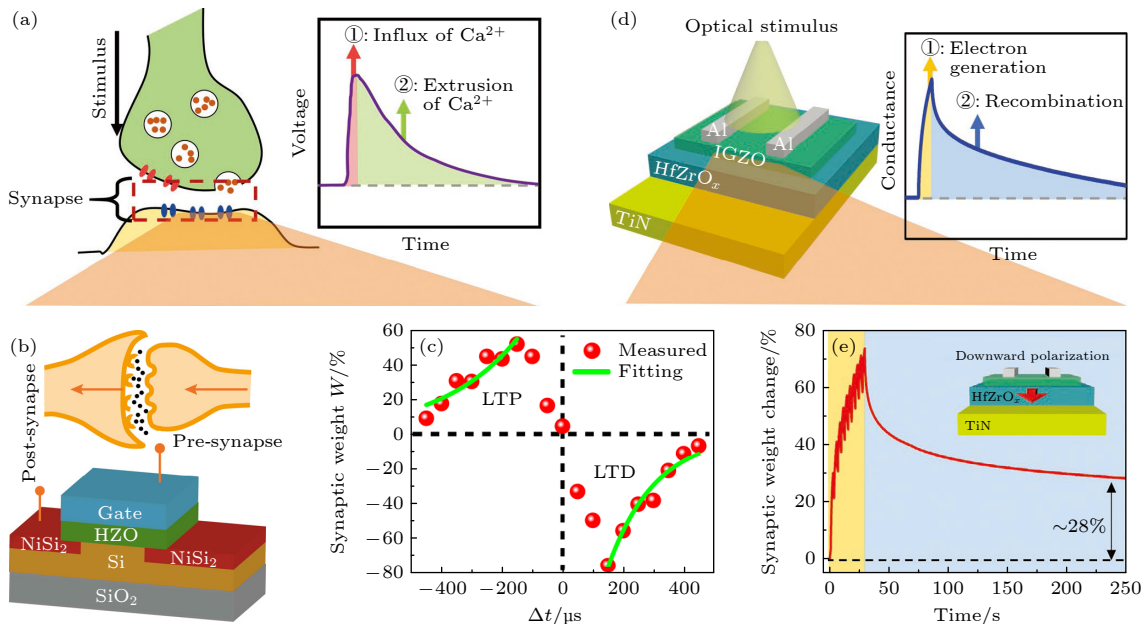 (a)
Stimulus
Synapse
Voltage
①: Influx of Ca²⁺
②: Extrusion
of Ca²⁺
Time
(d)
Optical stimulus
Al
Al
IGZO
HfZrOₓ
TiN
Conductance
①: Electron
generation
②: Recombination
Time
(b)
Post-synapse
Pre-synapse
Gate
HZO
NiSi₂
NiSi₂
Si
SiO₂
(c)
Synaptic weight W/%
60
40
20
0
−20
−40
−60
−80
Measured
Fitting
LTP
LTD
−400
−200
0
200
400
Δt/μs
(e)
Synaptic weight change/%
80
60
40
20
0
Downward polarization
HfZrOₓ
TiN
~28%
0
50
100
150
200
250
Time/s